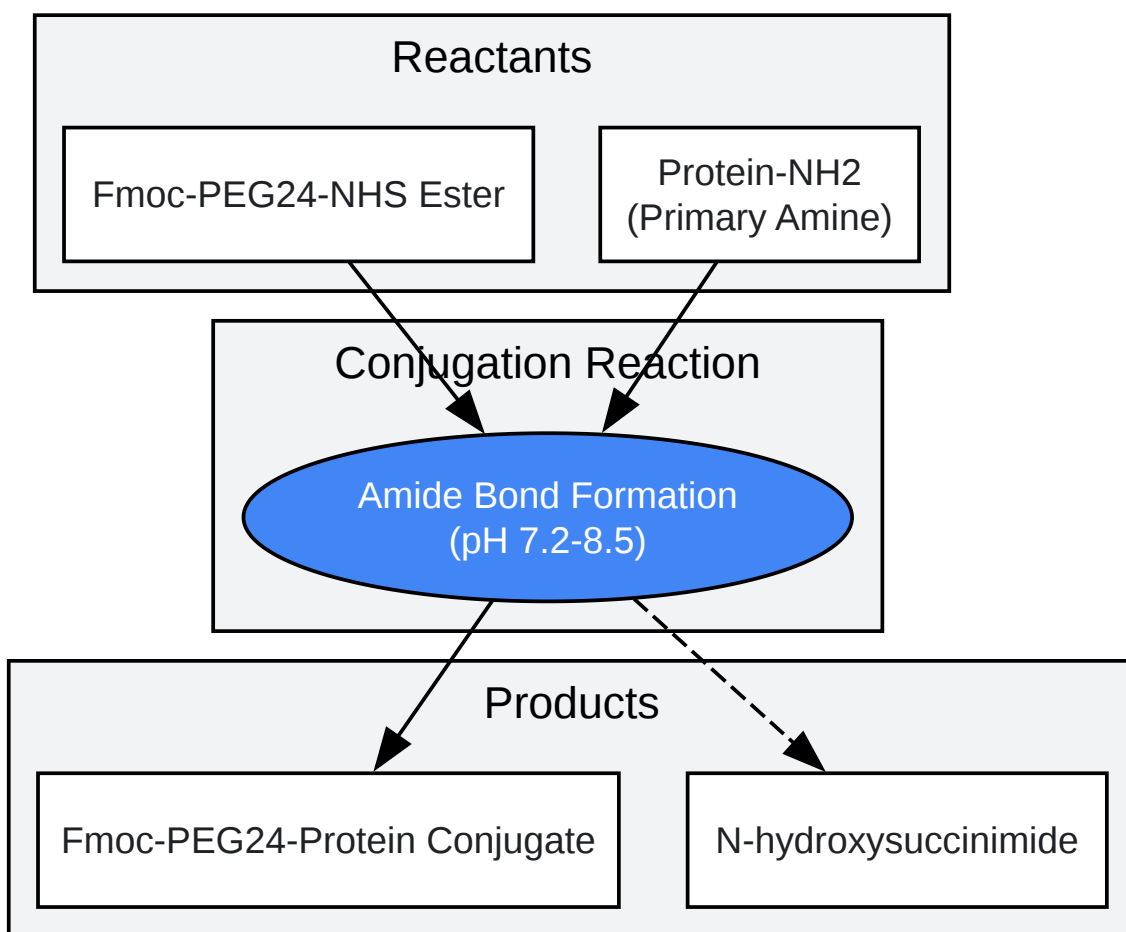 Reactants
Fmoc-PEG24-NHS Ester
Protein-NH2
(Primary Amine)
Conjugation Reaction
Amide Bond Formation
(pH 7.2-8.5)
Products
Fmoc-PEG24-Protein Conjugate
N-hydroxysuccinimide